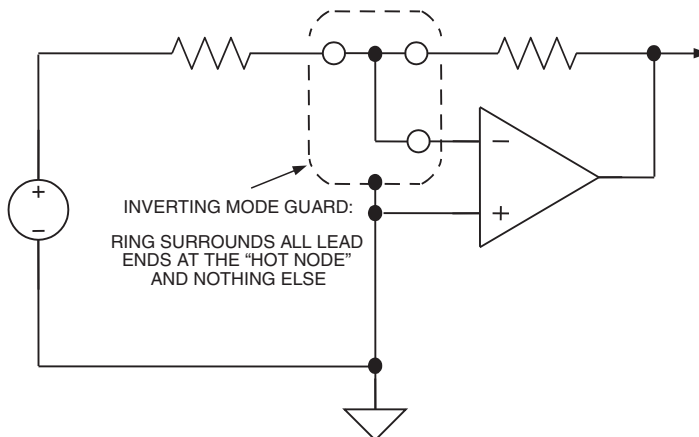 +
−
−
+
INVERTING MODE GUARD:
RING SURROUNDS ALL LEAD
ENDS AT THE “HOT NODE”
AND NOTHING ELSE